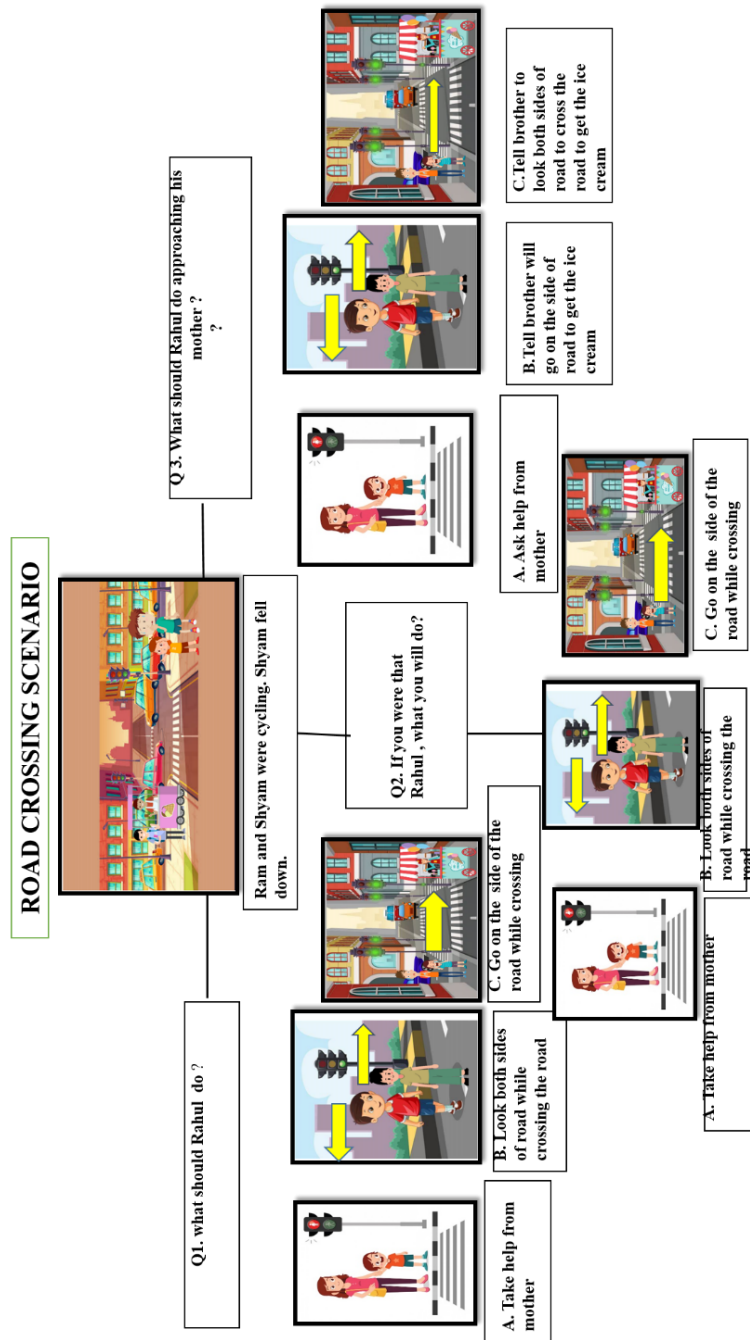 ROAD CROSSING SCENARIO
Ram and Shyam were cycling. Shyam fell
down.
Q1. what should Rahul do ?
A. Take help from
mother
B. Look both sides
of road while
crossing the road
C. Go on the side of the
road while crossing
Q2. If you were that
Rahul , what you will do?
A. Take help from mother
B. Look both sides of
road while crossing the
road
C. Go on the side of the
road while crossing
Q 3. What should Rahul do approaching his
mother ?
?
A. Ask help from
mother
B.Tell brother will
go on the side of
road to get the ice
cream
C.Tell brother to
look both sides of
road to cross the
road to get the ice
cream